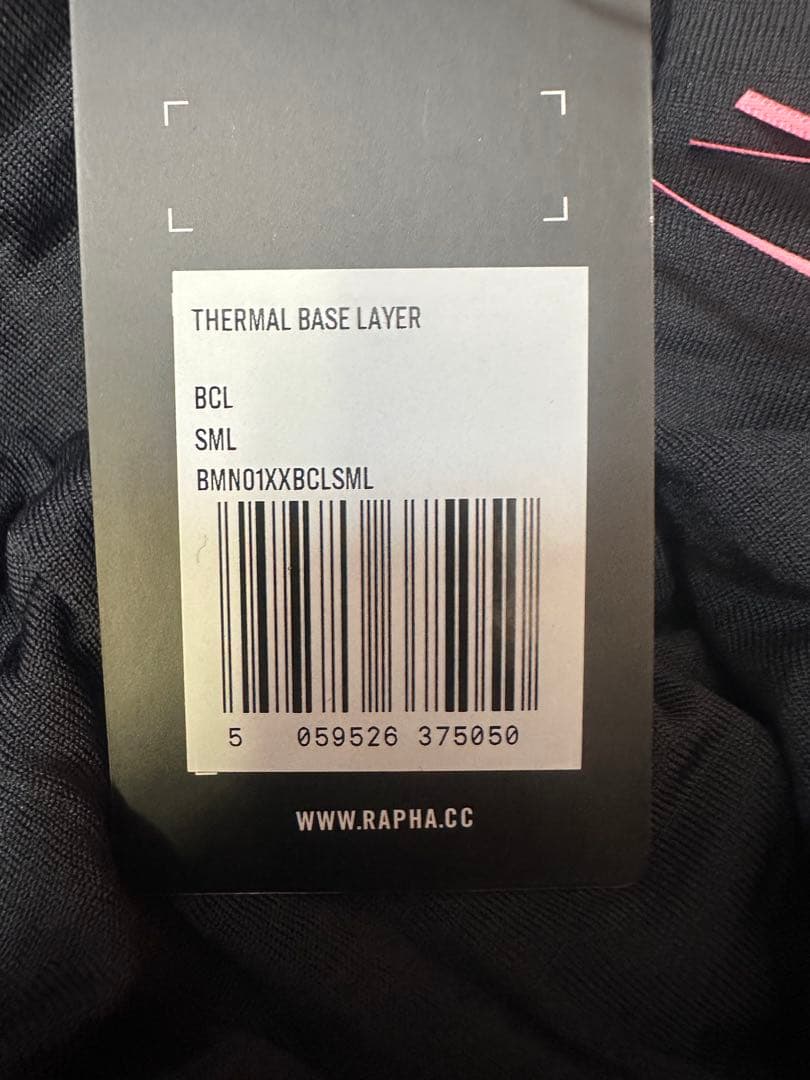 THERMAL BASE LAYER
BCL
SML
BMN01XXBCLSML
5 059526 375050
WWW.RAPHA.CC